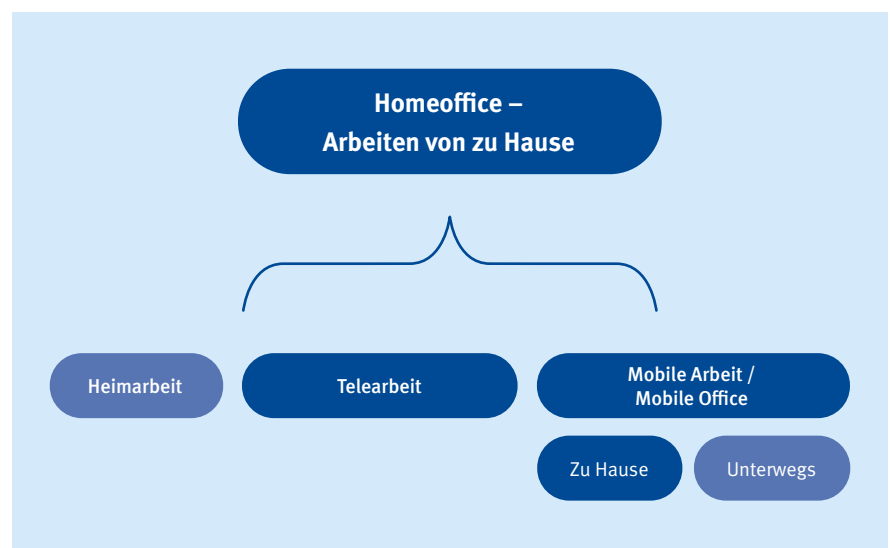 Homeoffice –
Arbeiten von zu Hause
Heimarbeit
Telearbeit
Mobile Arbeit /
Mobile Office
Zu Hause
Unterwegs